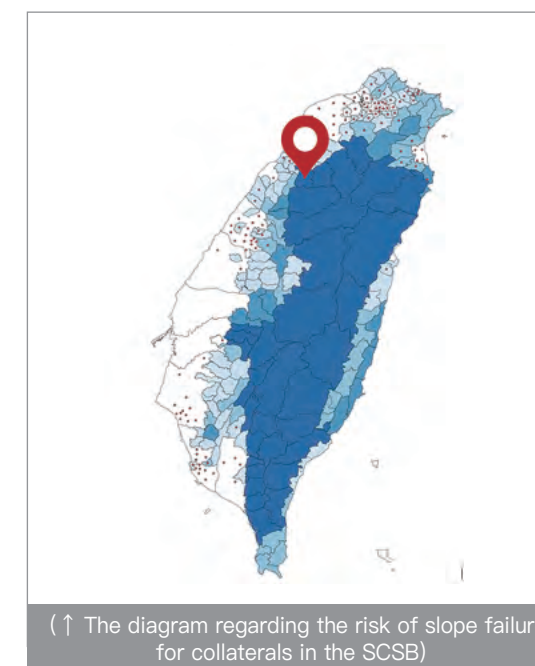 (↑ The diagram regarding the risk of slope failur
for collaterals in the SCSB)